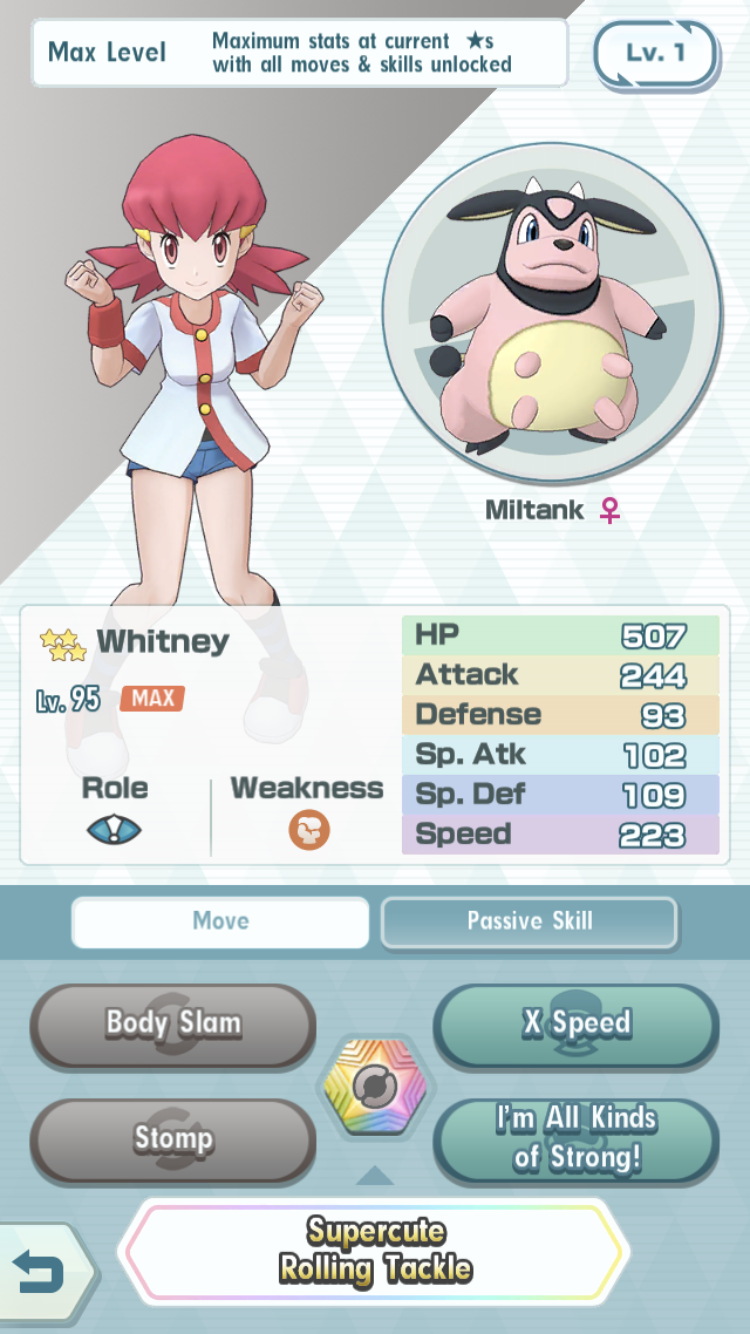 Max Level
Maximum stats at current ★s
with all moves & skills unlocked
Lv. 1
Miltank ♀
Whitney
Lv. 95 MAX
Role
Weakness
HP 507
Attack 244
Defense 93
Sp. Atk 102
Sp. Def 109
Speed 223
Move
Passive Skill
Body Slam
X Speed
Stomp
I'm All Kinds
of Strong!
Supercute
Rolling Tackle